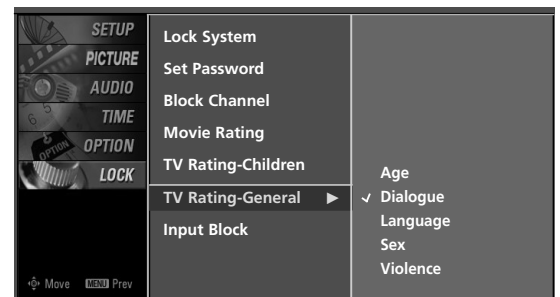 SETUP
PICTURE
AUDIO
TIME
OPTION
LOCK
Move MENU Prev
Lock System
Set Password
Block Channel
Movie Rating
TV Rating-Children
TV Rating-General ▶
Input Block
Age
✓ Dialogue
Language
Sex
Violence